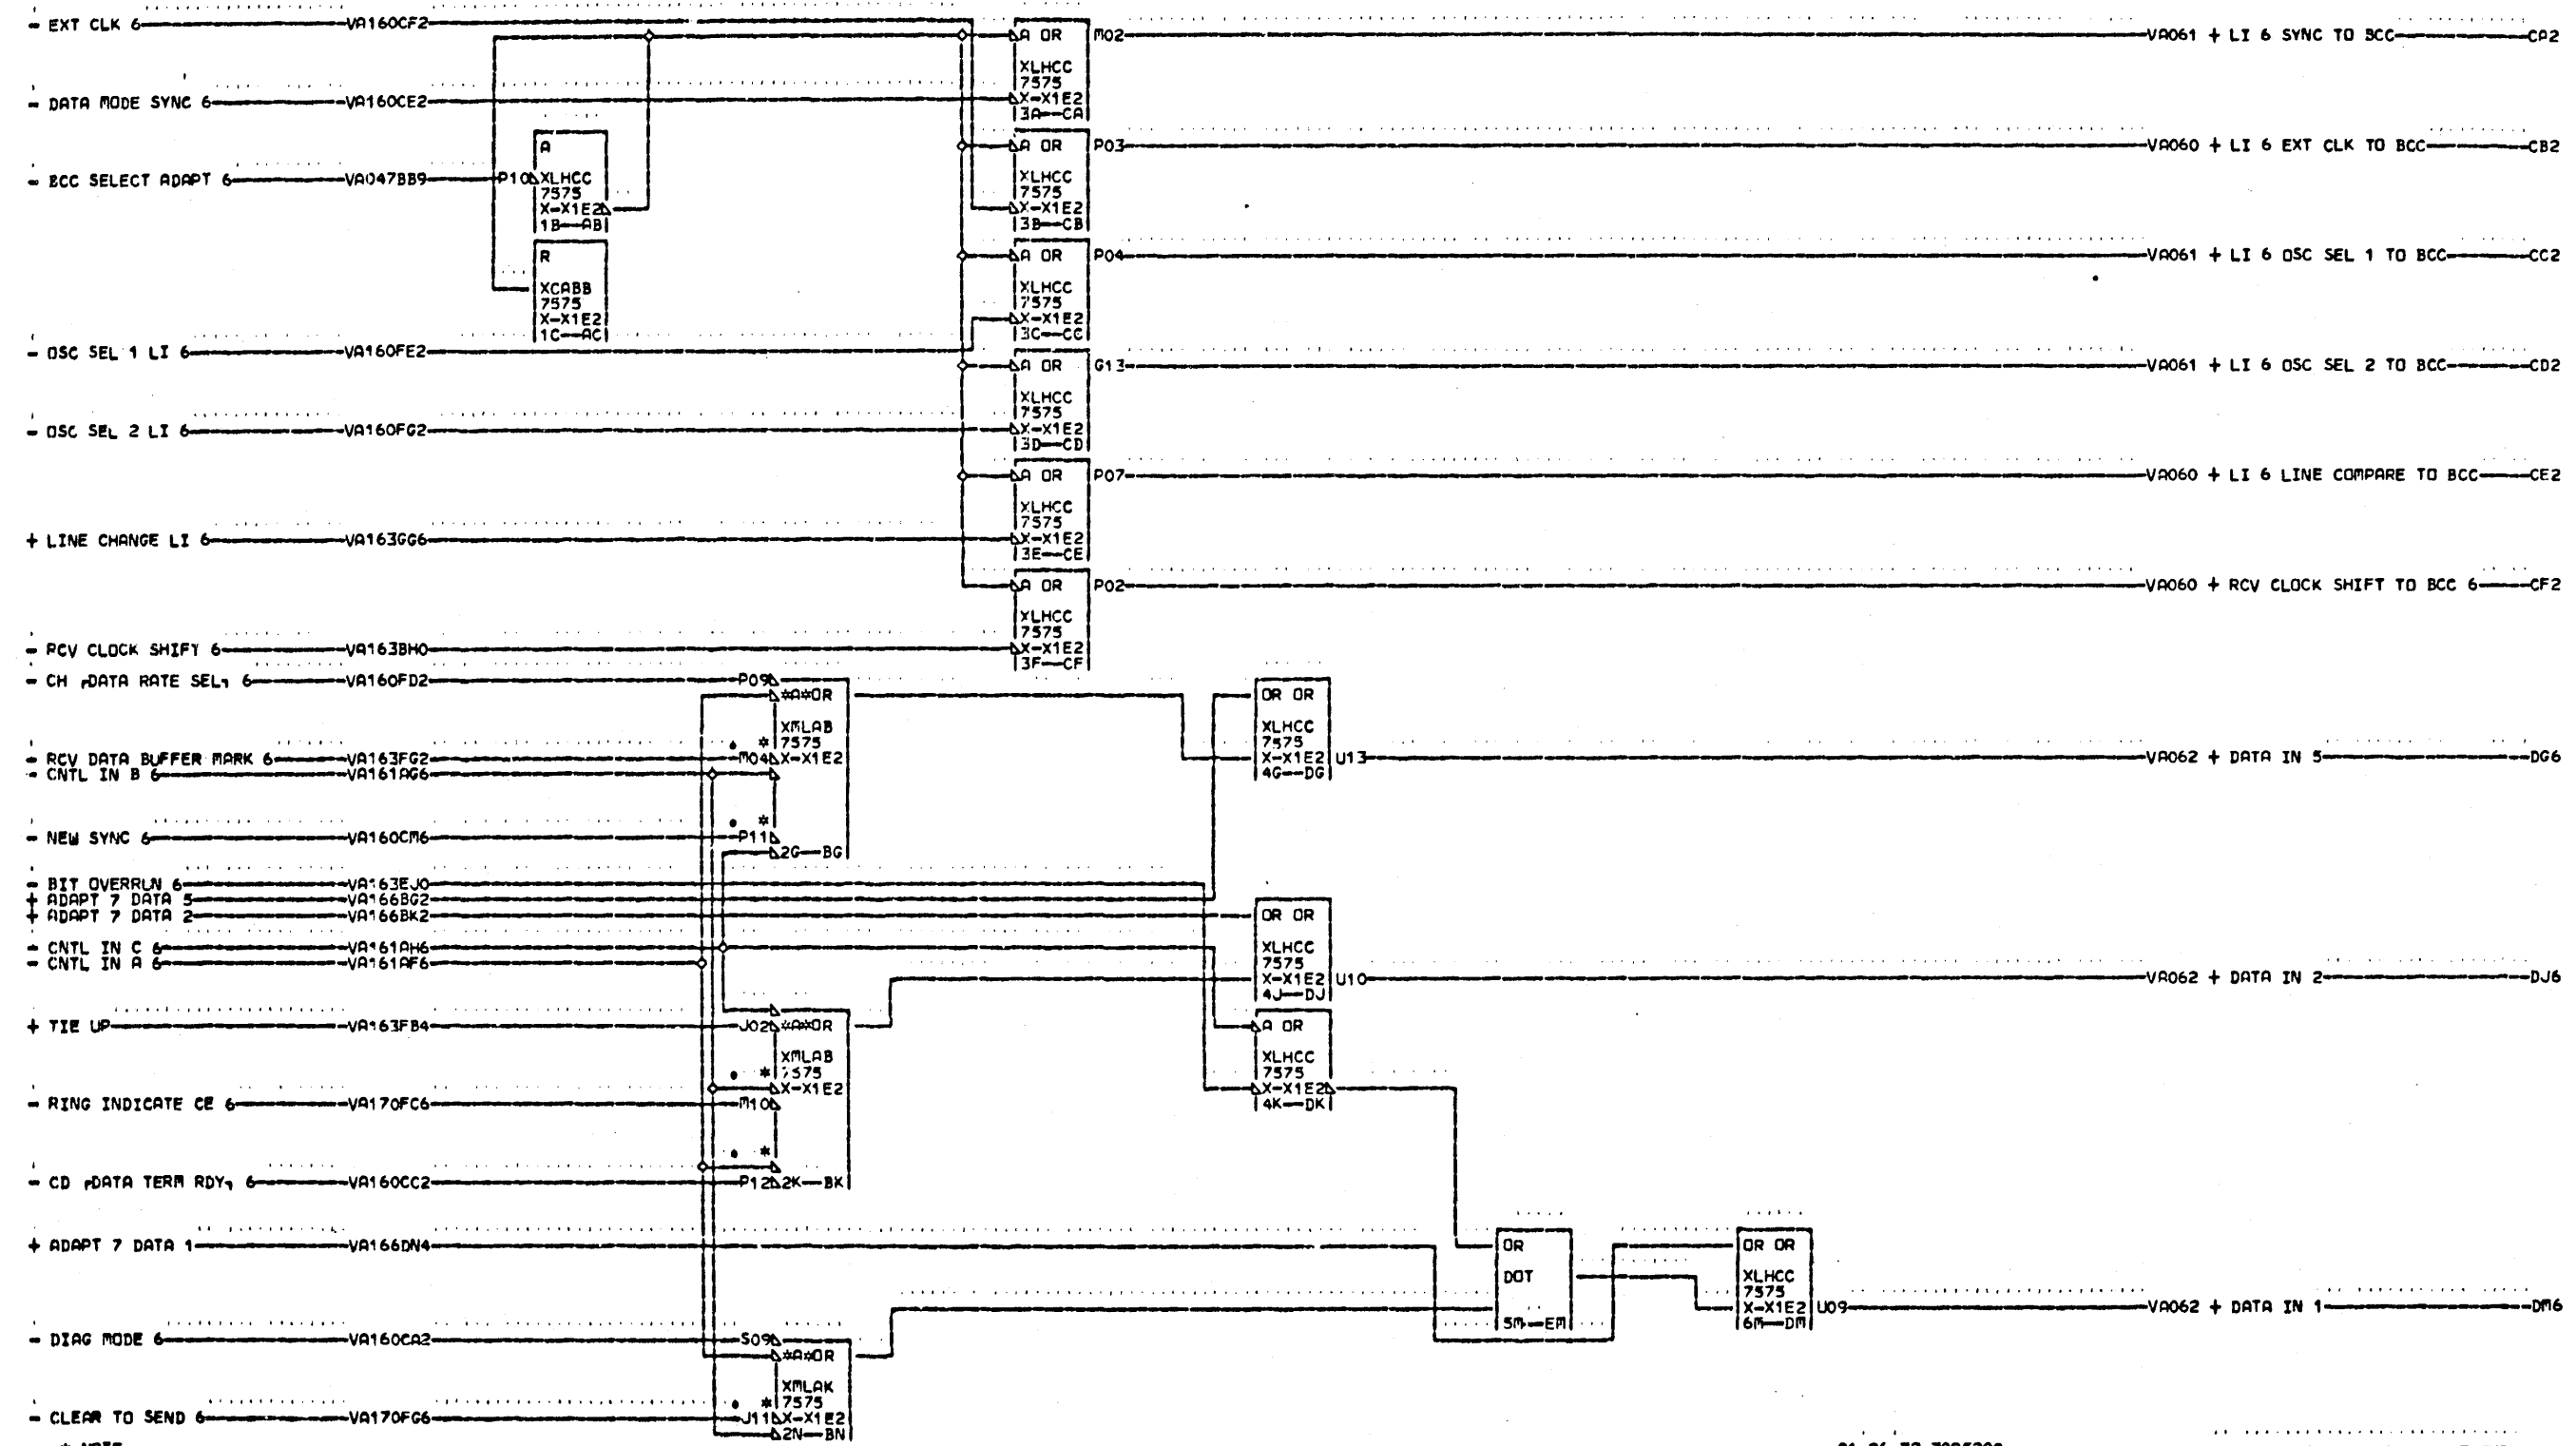 - EXT CLK 6 VA160CF2
A OR M02 VA061 + LI 6 SYNC TO BCC CA2
XLHCC
7575
- DATA MODE SYNC 6 VA160CE2 X-X1E2
3A CA
A
A OR P03 VA060 + LI 6 EXT CLK TO BCC CB2
- BCC SELECT ADAPT 6 VA047BB9 P10 XLHCC
7575
X-X1E2
1B AB
XLHCC
7575
X-X1E2
3B CB
R
XCABB
7575
X-X1E2
1C AC
A OR P04 VA061 + LI 6 OSC SEL 1 TO BCC CC2
XLHCC
7575
X-X1E2
3C CC
- OSC SEL 1 LI 6 VA160FE2
A OR G13 VA061 + LI 6 OSC SEL 2 TO BCC CD2
XLHCC
7575
- OSC SEL 2 LI 6 VA160FG2 X-X1E2
3D CD
A OR P07 VA060 + LI 6 LINE COMPARE TO BCC CE2
XLHCC
7575
+ LINE CHANGE LI 6 VA163GG6 X-X1E2
3E CE
A OR P02 VA060 + RCV CLOCK SHIFT TO BCC 6 CF2
XLHCC
7575
- RCV CLOCK SHIFY 6 VA163BH0 X-X1E2
3F CF
- CH DATA RATE SEL 6 VA160FD2 P09
*A*OR
OR OR
XMLAB
* 7575
XLHCC
7575
- RCV DATA BUFFER MARK 6 VA163FG2 M04 X-X1E2
X-X1E2 U13 VA062 + DATA IN 5 DG6
- CNTL IN B 6 VA161AG6
4G DG
*
- NEW SYNC 6 VA160CM6 P11
2G BG
- BIT OVERRUN 6 VA163EJ0
+ ADAPT 7 DATA 5 VA166BG2
+ ADAPT 7 DATA 2 VA166BK2
OR OR
- CNTL IN C 6 VA161AH6
- CNTL IN A 6 VA161AF6
XLHCC
7575
X-X1E2 U10 VA062 + DATA IN 2 DJ6
4J DJ
+ TIE UP VA163FB4 J02 *A*OR
A OR
XMLAB
* 7575
X-X1E2
XLHCC
7575
X-X1E2
4K DK
- RING INDICATE CE 6 VA170FC6 M10
*
- CD DATA TERM RDY 6 VA160CC2 P12 2K BK
+ ADAPT 7 DATA 1 VA166DN4
OR
DOT
5M EM
OR OR
XLHCC
7575
X-X1E2 U09 VA062 + DATA IN 1 DM6
6M DM
- DIAG MODE 6 VA160CA2 S09
*A*OR
XMLAK
* 7575
- CLEAR TO SEND 6 VA170FG6 J11 X-X1E2
2N BN